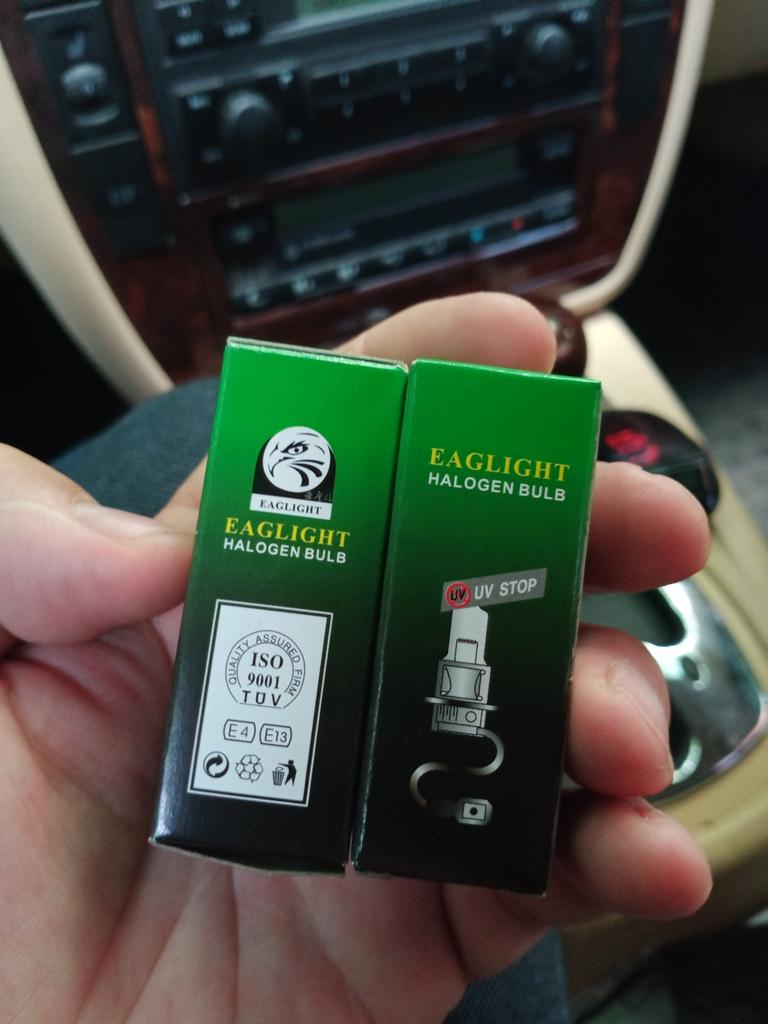 EAGLIGHT
EAGLIGHT
HALOGEN BULB
QUALITY ASSURED FIRM
ISO
9001
TÜV
E4 E13
EAGLIGHT
HALOGEN BULB
UV UV STOP